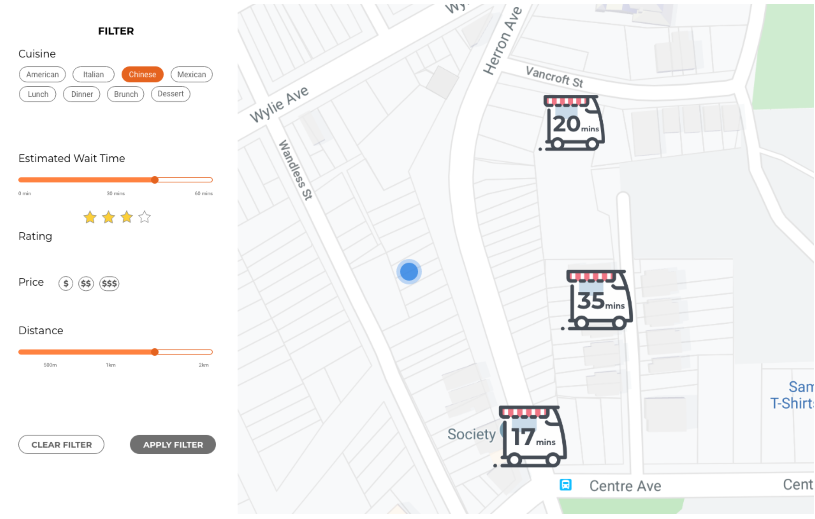 FILTER
Cuisine
American Italian Chinese Mexican
Lunch Dinner Brunch Dessert
Estimated Wait Time
0 min 30 mins 60 mins
Rating
Price $ $$ $$$
Distance
500m 1km 2km
CLEAR FILTER APPLY FILTER
Wy
Herron Ave
Vancroft St
Wylie Ave
20 mins
Wandless St
35 mins
Sam
T-Shirts
Society
17 mins
Centre Ave
Cent